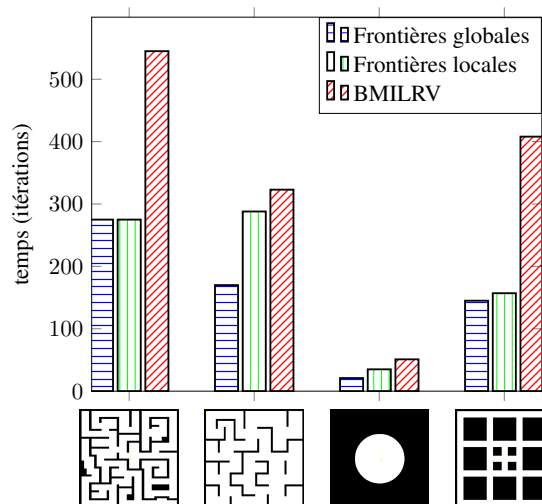 Frontières globales
Frontières locales
BMILRV
500
400
300
200
100
0
temps (itérations)